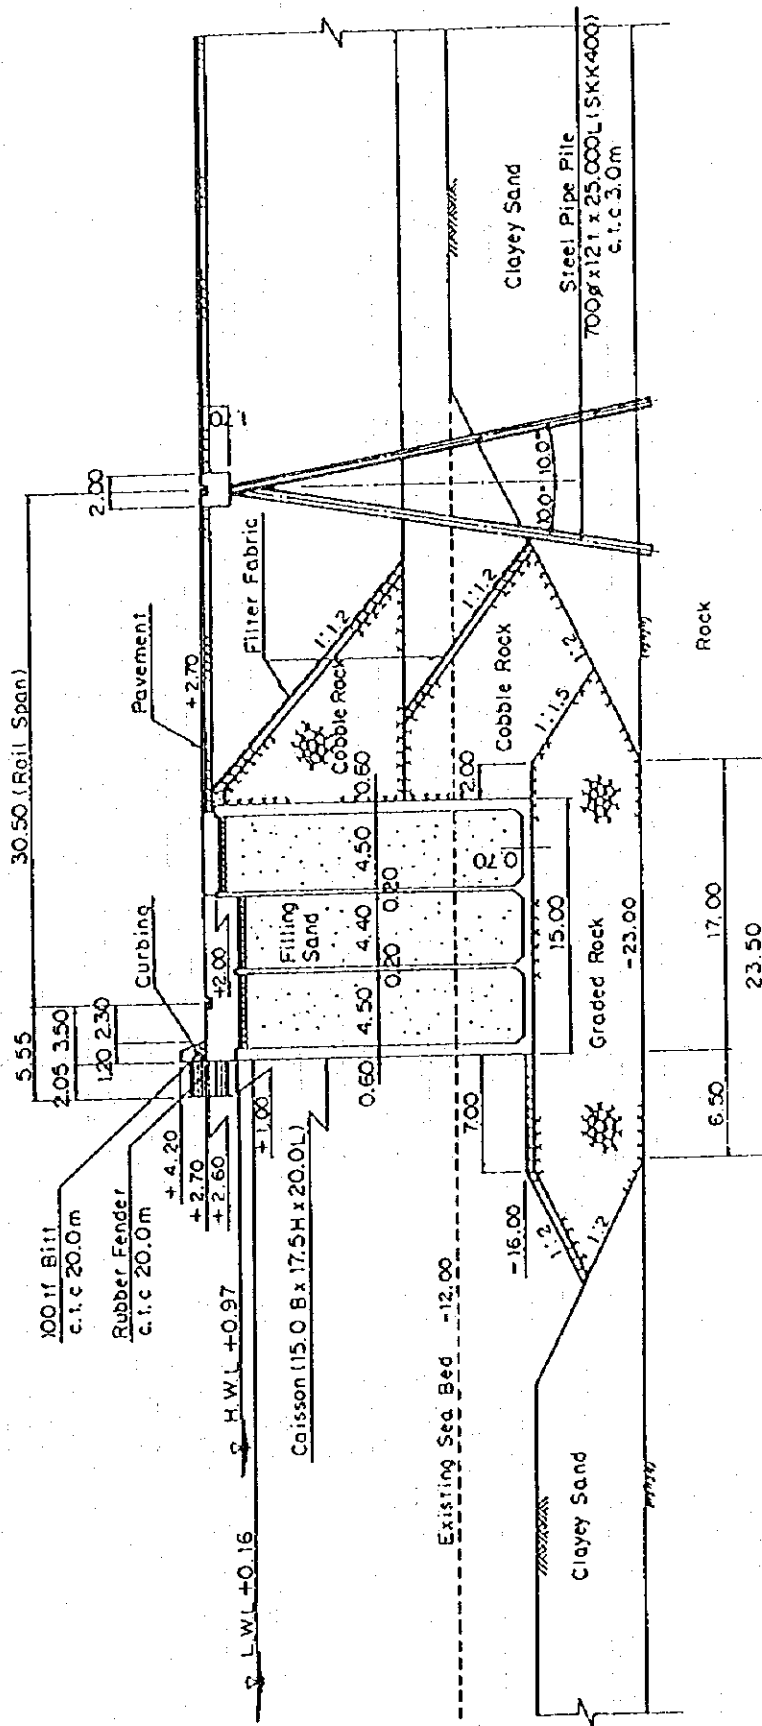 30.50 (Rail Span)
5.55
2.05 3.50
1.20 2.30
2.00
100 tf Bitt
c.t.c 20.0m
Rubber Fender
c.t.c 20.0m
Curbing
Pavement
+4.20
+2.70
+2.60
+1.00
+2.00
+2.70
1.70
L.W.L +0.16
H.W.L +0.97
Caisson (15.0 B x 17.5H x 20.0L)
Filling
Sand
Filter Fabric
1:1.2
Cobble Rock
0.60
4.50
0.20
4.40
0.20
4.50
0.60
Existing Sea Bed -12.00
7.00
0.70
2.00
Cobble Rock
1:1.2
10.0° 10.0°
Clayey Sand
Steel Pipe Pile
700ø x 12 t x 25.000L (SKK400)
c.t.c 3.0m
-16.00
15.00
1:2
1:2
1:1.5
1:2
Clayey Sand
Graded Rock
-23.00
Rock
6.50
17.00
23.50